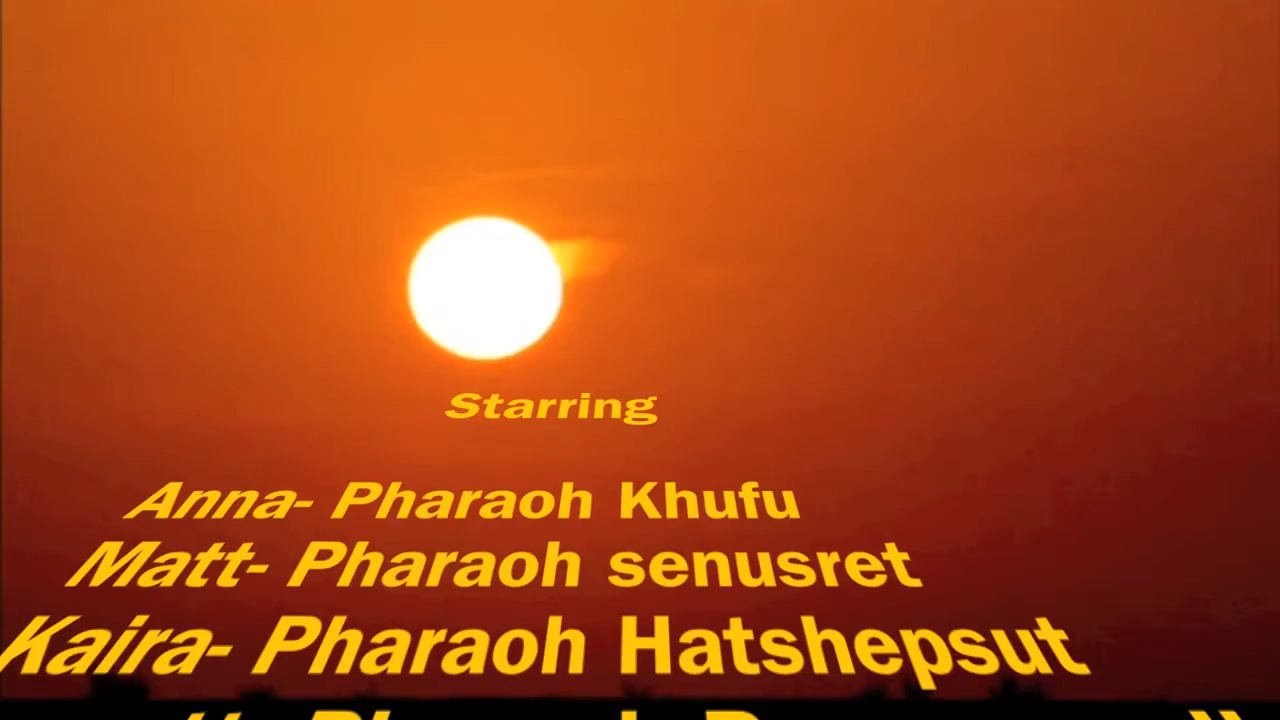 Starring
Anna- Pharaoh Khufu
Matt- Pharaoh senusret
Kaira- Pharaoh Hatshepsut